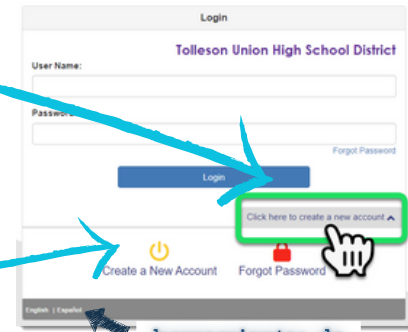 Login
Tolleson Union High School District
User Name:
Password
Forgot Password
Login
Click here to create a new account
Create a New Account Forgot Password
English | Español